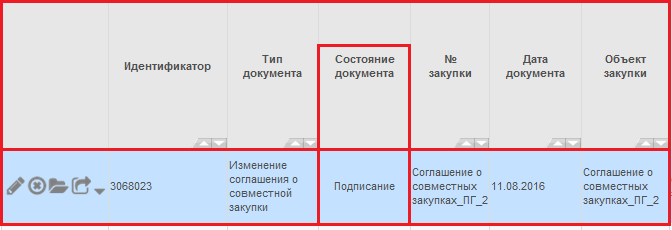 Идентификатор
Тип
документа
Состояние
документа
№
закупки
Дата
документа
Объект
закупки
3068023
Изменение
соглашения о
совместной
закупки
Подписание
Соглашение о
совместных
закупках_ПГ_2
11.08.2016
Соглашение о
совместных
закупках_ПГ_2